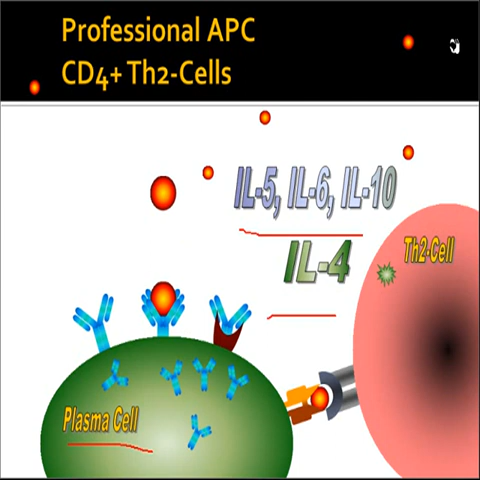 Professional APC
CD4+ Th2-Cells
IL-5, IL-6, IL-10
IL-4
Th2-Cell
Plasma Cell